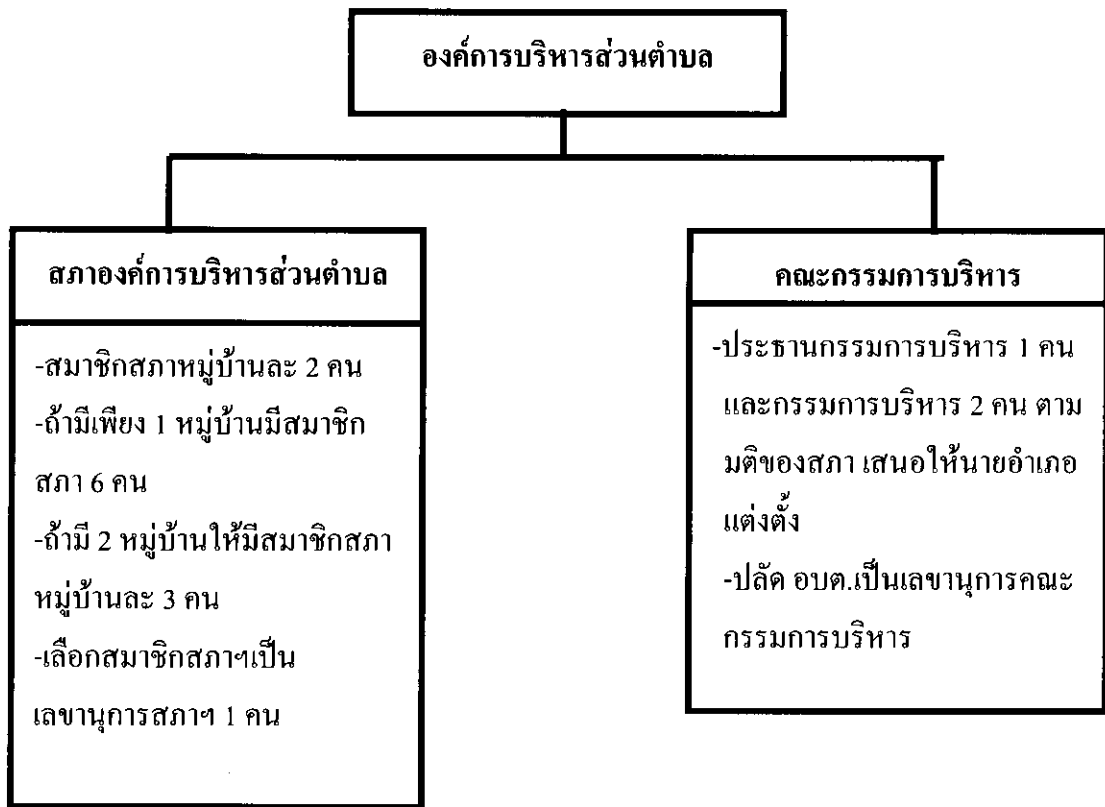 องค์การบริหารส่วนตำบล
สภาองค์การบริหารส่วนตำบล
-สมาชิกสภาหมู่บ้านละ 2 คน
-ถ้ามีเพียง 1 หมู่บ้านมีสมาชิก
สภา 6 คน
-ถ้ามี 2 หมู่บ้านให้มีสมาชิกสภา
หมู่บ้านละ 3 คน
-เลือกสมาชิกสภาฯเป็น
เลขานุการสภาฯ 1 คน
คณะกรรมการบริหาร
-ประธานกรรมการบริหาร 1 คน
และกรรมการบริหาร 2 คน ตาม
มติของสภา เสนอให้นายอำเภอ
แต่งตั้ง
-ปลัด อบต.เป็นเลขานุการคณะ
กรรมการบริหาร